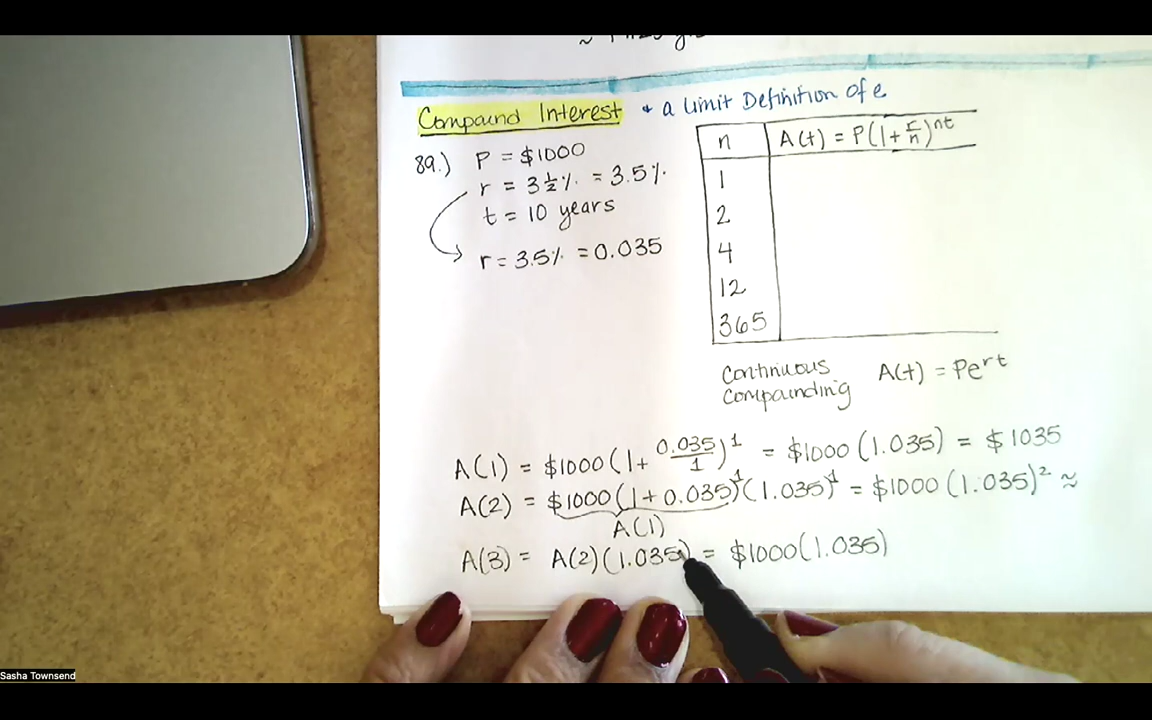 Compound Interest + a Limit Definition of e
89.) P = $1000
r = 3 1/2 % = 3.5%
t = 10 years
r = 3.5% = 0.035
n A(t) = P(1 + r/n)^nt
1
2
4
12
365
Continuous
Compounding A(t) = Pe^rt
A(1) = $1000(1 + 0.035/1)^1 = $1000(1.035) = $1035
A(2) = $1000(1 + 0.035)^1(1.035)^1 = $1000(1.035)^2 ≈
A(1)
A(3) = A(2)(1.035) = $1000(1.035)
Sasha Townsend